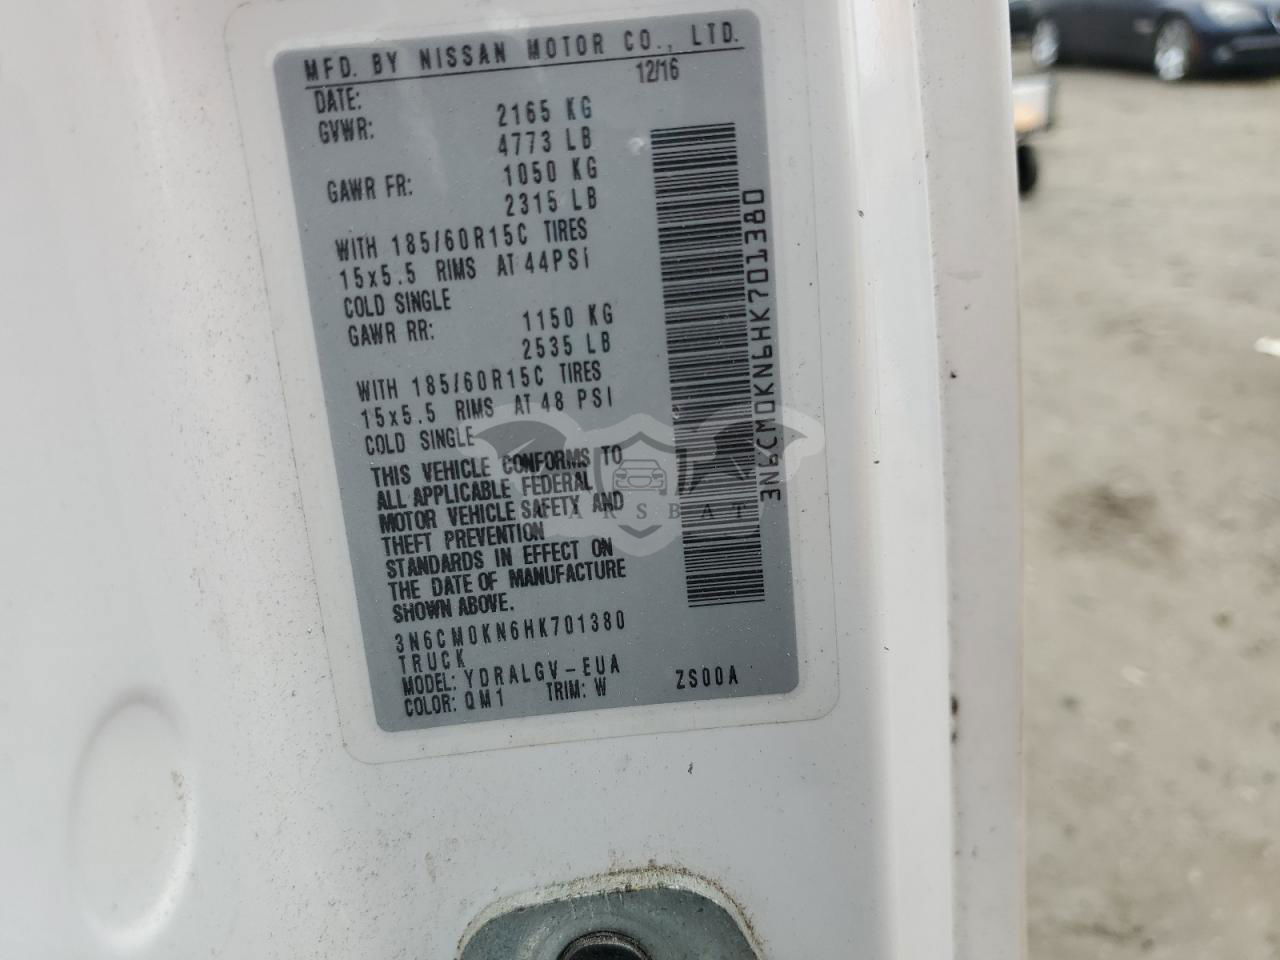 MFD. BY NISSAN MOTOR CO., LTD.
DATE: 12/16
GVWR: 2165 KG
4773 LB
GAWR FR: 1050 KG
2315 LB
WITH 185/60R15C TIRES
15x5.5 RIMS AT 44PSI
COLD SINGLE
GAWR RR: 1150 KG
2535 LB
WITH 185/60R15C TIRES
15x5.5 RIMS AT 48 PSI
COLD SINGLE
THIS VEHICLE CONFORMS TO
ALL APPLICABLE FEDERAL
MOTOR VEHICLE SAFETY AND
THEFT PREVENTION
STANDARDS IN EFFECT ON
THE DATE OF MANUFACTURE
SHOWN ABOVE.
3N6CM0KN6HK701380
TRUCK
MODEL: YDRALGV-EUA
COLOR: QM1 TRIM: W ZS00A
3N6CM0KN6HK701380
CARSBAT